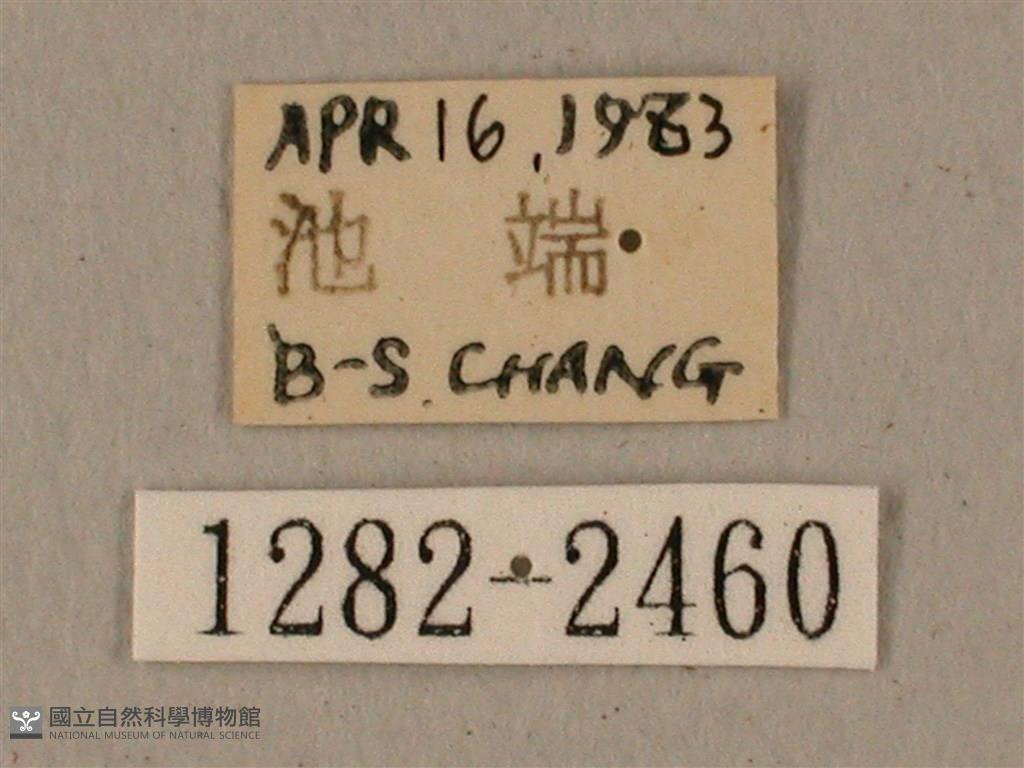 APR 16, 1983
池 端
B-S. CHANG
1282-2460
國立自然科學博物館
NATIONAL MUSEUM OF NATURAL SCIENCE